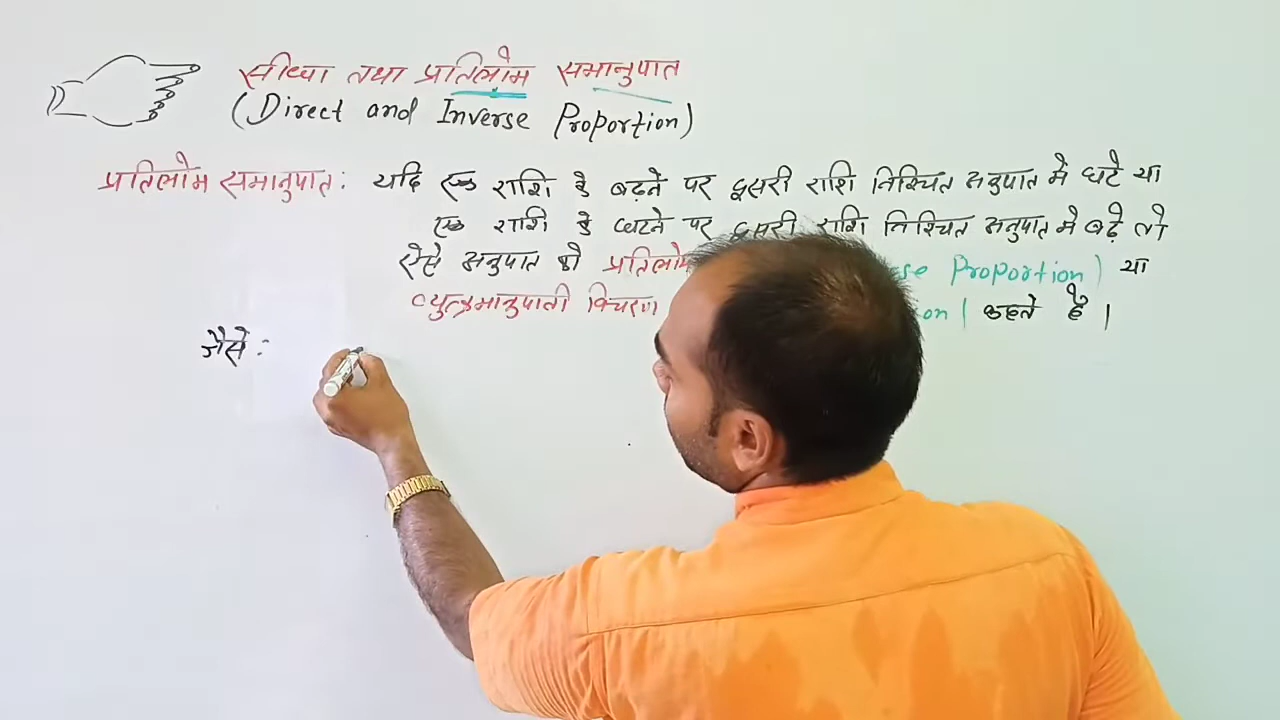 सीधा तथा प्रतिलोम समानुपात
(Direct and Inverse Proportion)
प्रतिलोम समानुपात: यदि एक राशि के बढ़ने पर दूसरी राशि निश्चित अनुपात में घटे या
एक राशि के घटने पर दूसरी राशि निश्चित अनुपात में बढ़े तो
ऐसे अनुपात को प्रतिलोम Proportion) या
व्युत्क्रमानुपाती विचरण कहते है।
जैसे: